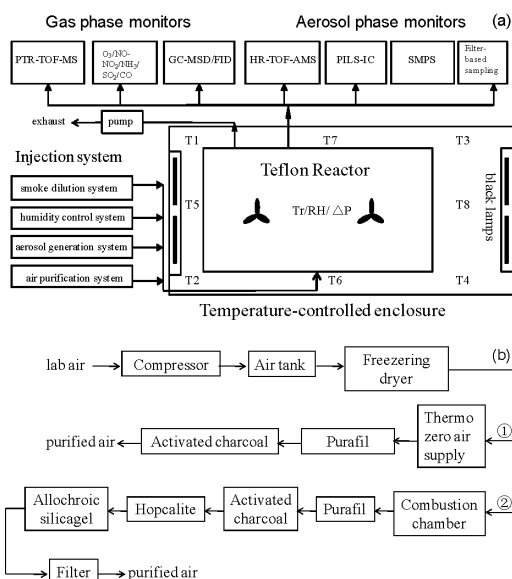 Gas phase monitors
Aerosol phase monitors
(a)
PTR-TOF-MS
O3/NO-
NO2/NH3/
SO2/CO
GC-MSD/FID
HR-TOF-AMS
PILS-IC
SMPS
Filter-
based
sampling
exhaust
pump
T1
T7
T3
Injection system
Teflon Reactor
smoke dilution system
humidity control system
aerosol generation system
air purification system
T5
Tr/RH/ △P
T8
black lamps
T2
T6
T4
Temperature-controlled enclosure
(b)
lab air
Compressor
Air tank
Freezering
dryer
purified air
Activated charcoal
Purafil
Thermo
zero air
supply
①
Allochroic
silicagel
Hopcalite
Activated
charcoal
Purafil
Combustion
chamber
②
Filter
purified air